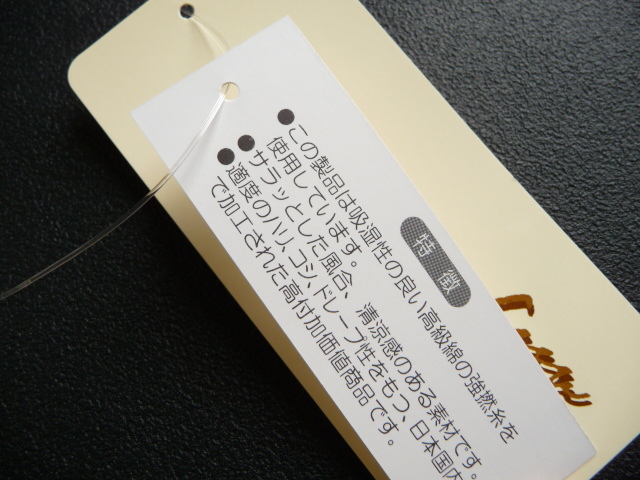 特徴
●この製品は吸湿性の良い高級綿の強撚糸を
使用しています。
●サラッとした風合、清涼感のある素材です。
●適度のハリ、コシ、ドレープ性をもつ、日本国内
で加工された高付加価値商品です。